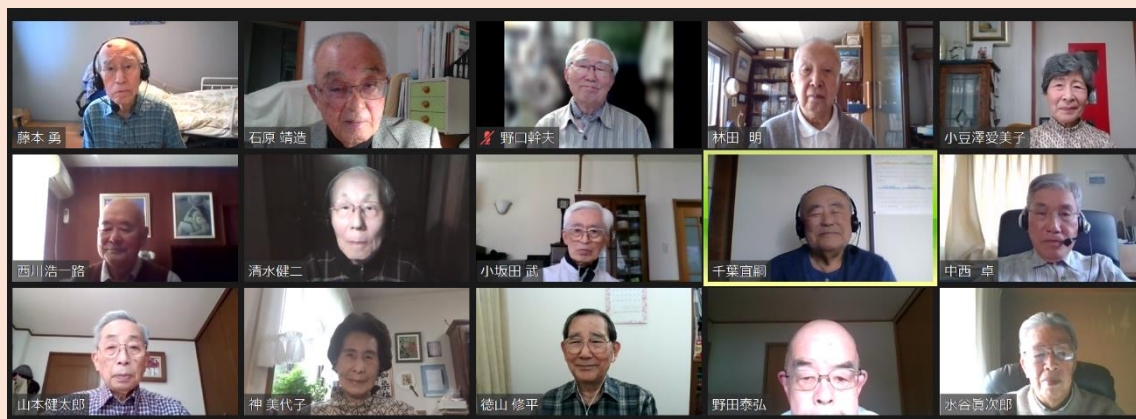 藤本 勇
石原 靖造
野口幹夫
林田 明
小豆澤愛美子
西川浩一路
清水健二
小坂田 武
千葉宜嗣
中西 卓
山本健太郎
神 美代子
徳山 修平
野田泰弘
水谷眞次郎